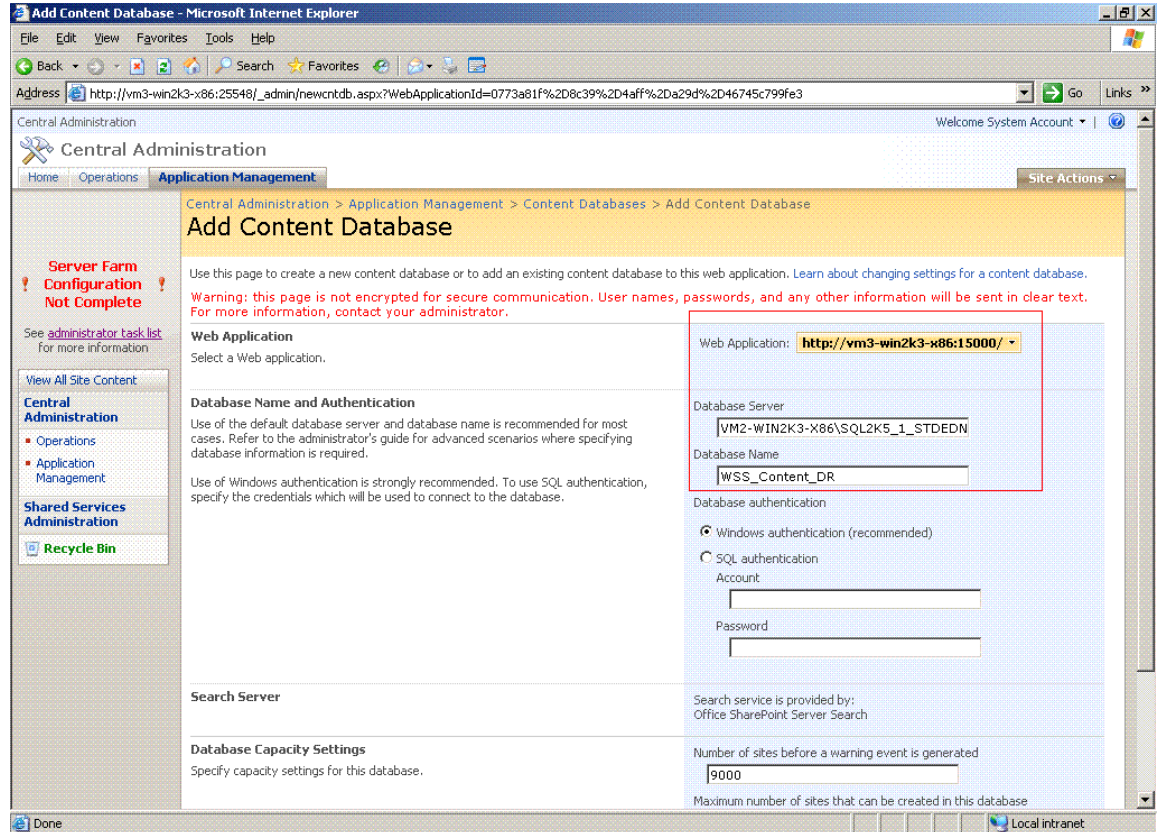 Add Content Database - Microsoft Internet Explorer
File Edit View Favorites Tools Help
Back Search Favorites
Address http://vm3-win2k3-x86:25548/_admin/newcntdb.aspx?WebApplicationId=0773a81f%2D8c39%2D4aff%2Da29d%2D46745c799fe3 Go Links »
Central Administration Welcome System Account
Central Administration
Home Operations Application Management Site Actions
Central Administration > Application Management > Content Databases > Add Content Database
Add Content Database
Server Farm
! Configuration !
Not Complete
See administrator task list
for more information
View All Site Content
Central
Administration
Operations
Application
Management
Shared Services
Administration
Recycle Bin
Use this page to create a new content database or to add an existing content database to this web application. Learn about changing settings for a content database.
Warning: this page is not encrypted for secure communication. User names, passwords, and any other information will be sent in clear text.
For more information, contact your administrator.
Web Application
Select a Web application.
Web Application: http://vm3-win2k3-x86:15000/
Database Name and Authentication
Use of the default database server and database name is recommended for most
cases. Refer to the administrator's guide for advanced scenarios where specifying
database information is required.
Use of Windows authentication is strongly recommended. To use SQL authentication,
specify the credentials which will be used to connect to the database.
Database Server
VM2-WIN2K3-X86\SQL2K5_1_STDEDN
Database Name
WSS_Content_DR
Database authentication
Windows authentication (recommended)
SQL authentication
Account
Password
Search Server
Search service is provided by:
Office SharePoint Server Search
Database Capacity Settings
Specify capacity settings for this database.
Number of sites before a warning event is generated
9000
Maximum number of sites that can be created in this database
Done Local intranet